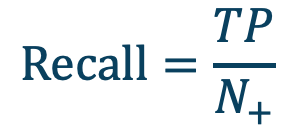 Recall = TP / N₊